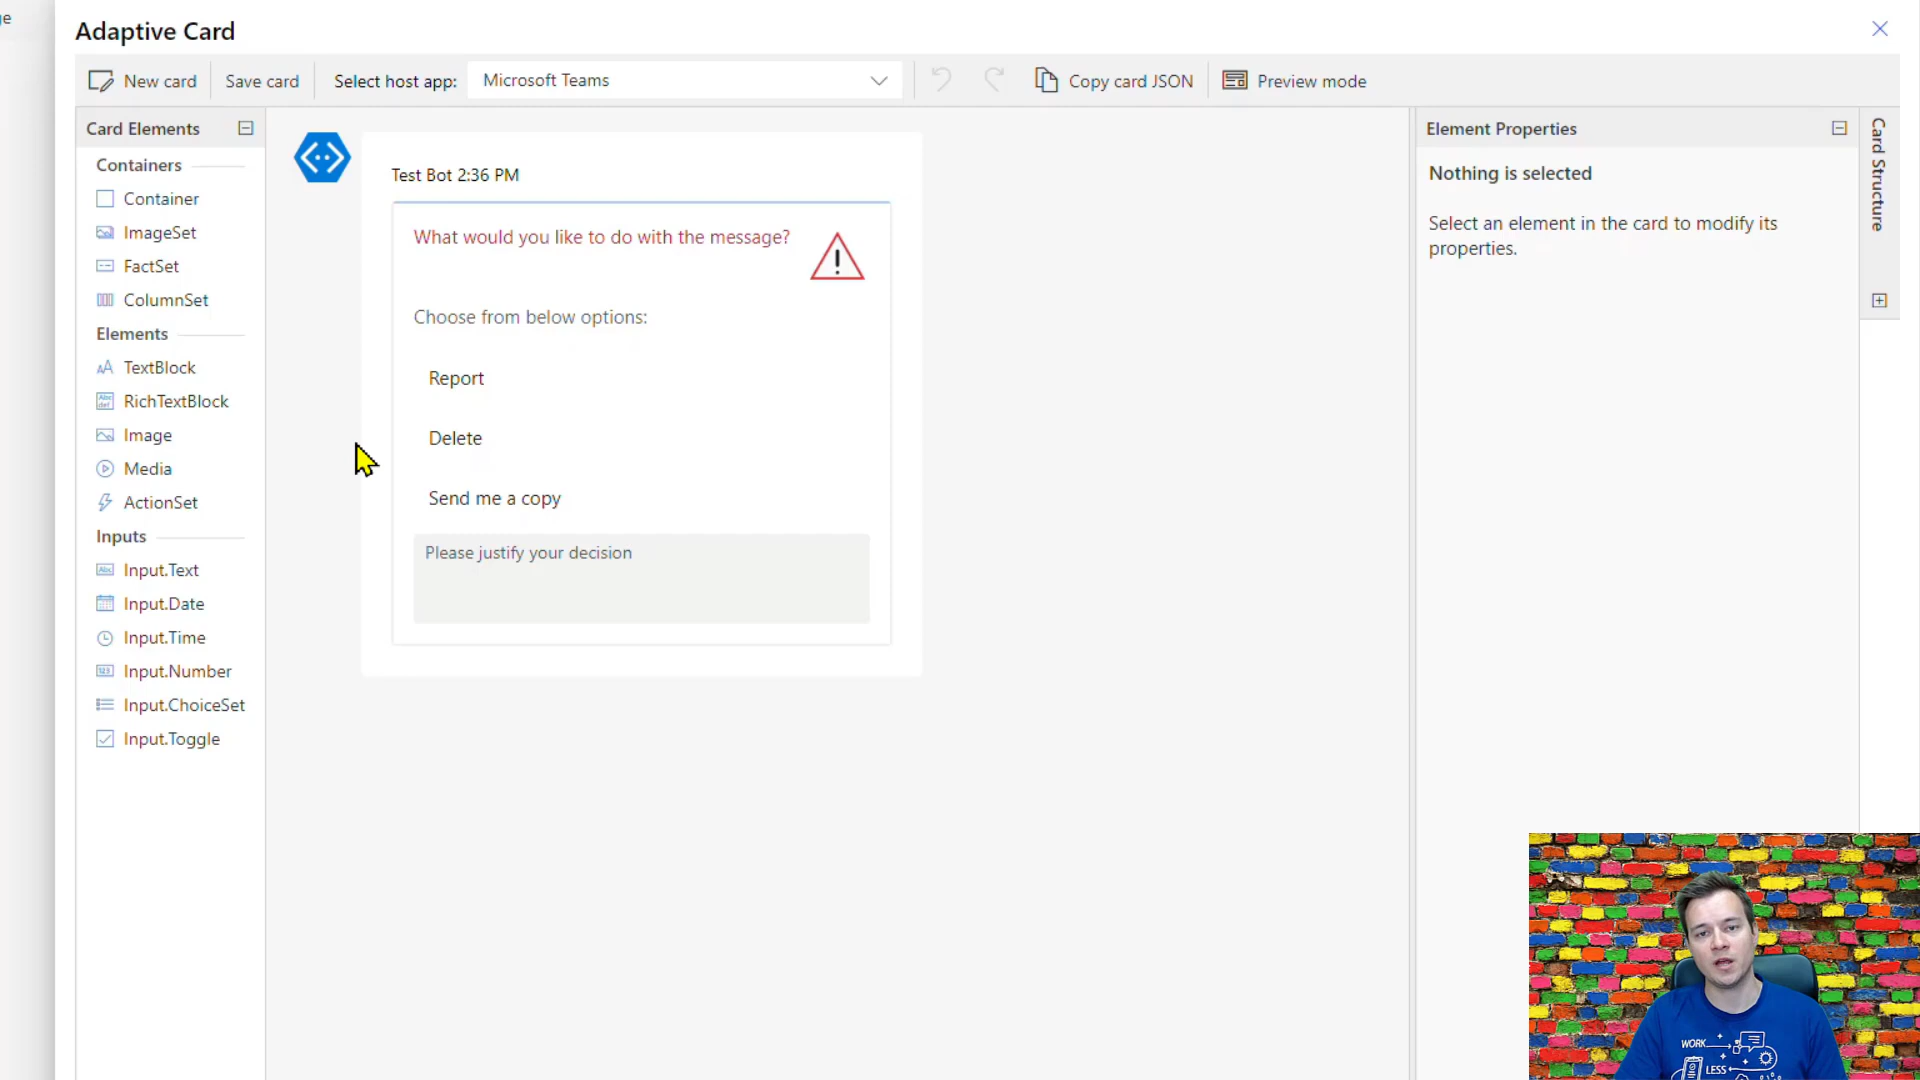 Adaptive Card
New card
Save card
Select host app:
Microsoft Teams
Copy card JSON
Preview mode
Card Elements
Containers
Container
ImageSet
FactSet
ColumnSet
Elements
TextBlock
RichTextBlock
Image
Media
ActionSet
Inputs
Input.Text
Input.Date
Input.Time
Input.Number
Input.ChoiceSet
Input.Toggle
Test Bot 2:36 PM
What would you like to do with the message?
Choose from below options:
Report
Delete
Send me a copy
Please justify your decision
Element Properties
Nothing is selected
Select an element in the card to modify its
properties.
Card Structure
WORK
LESS